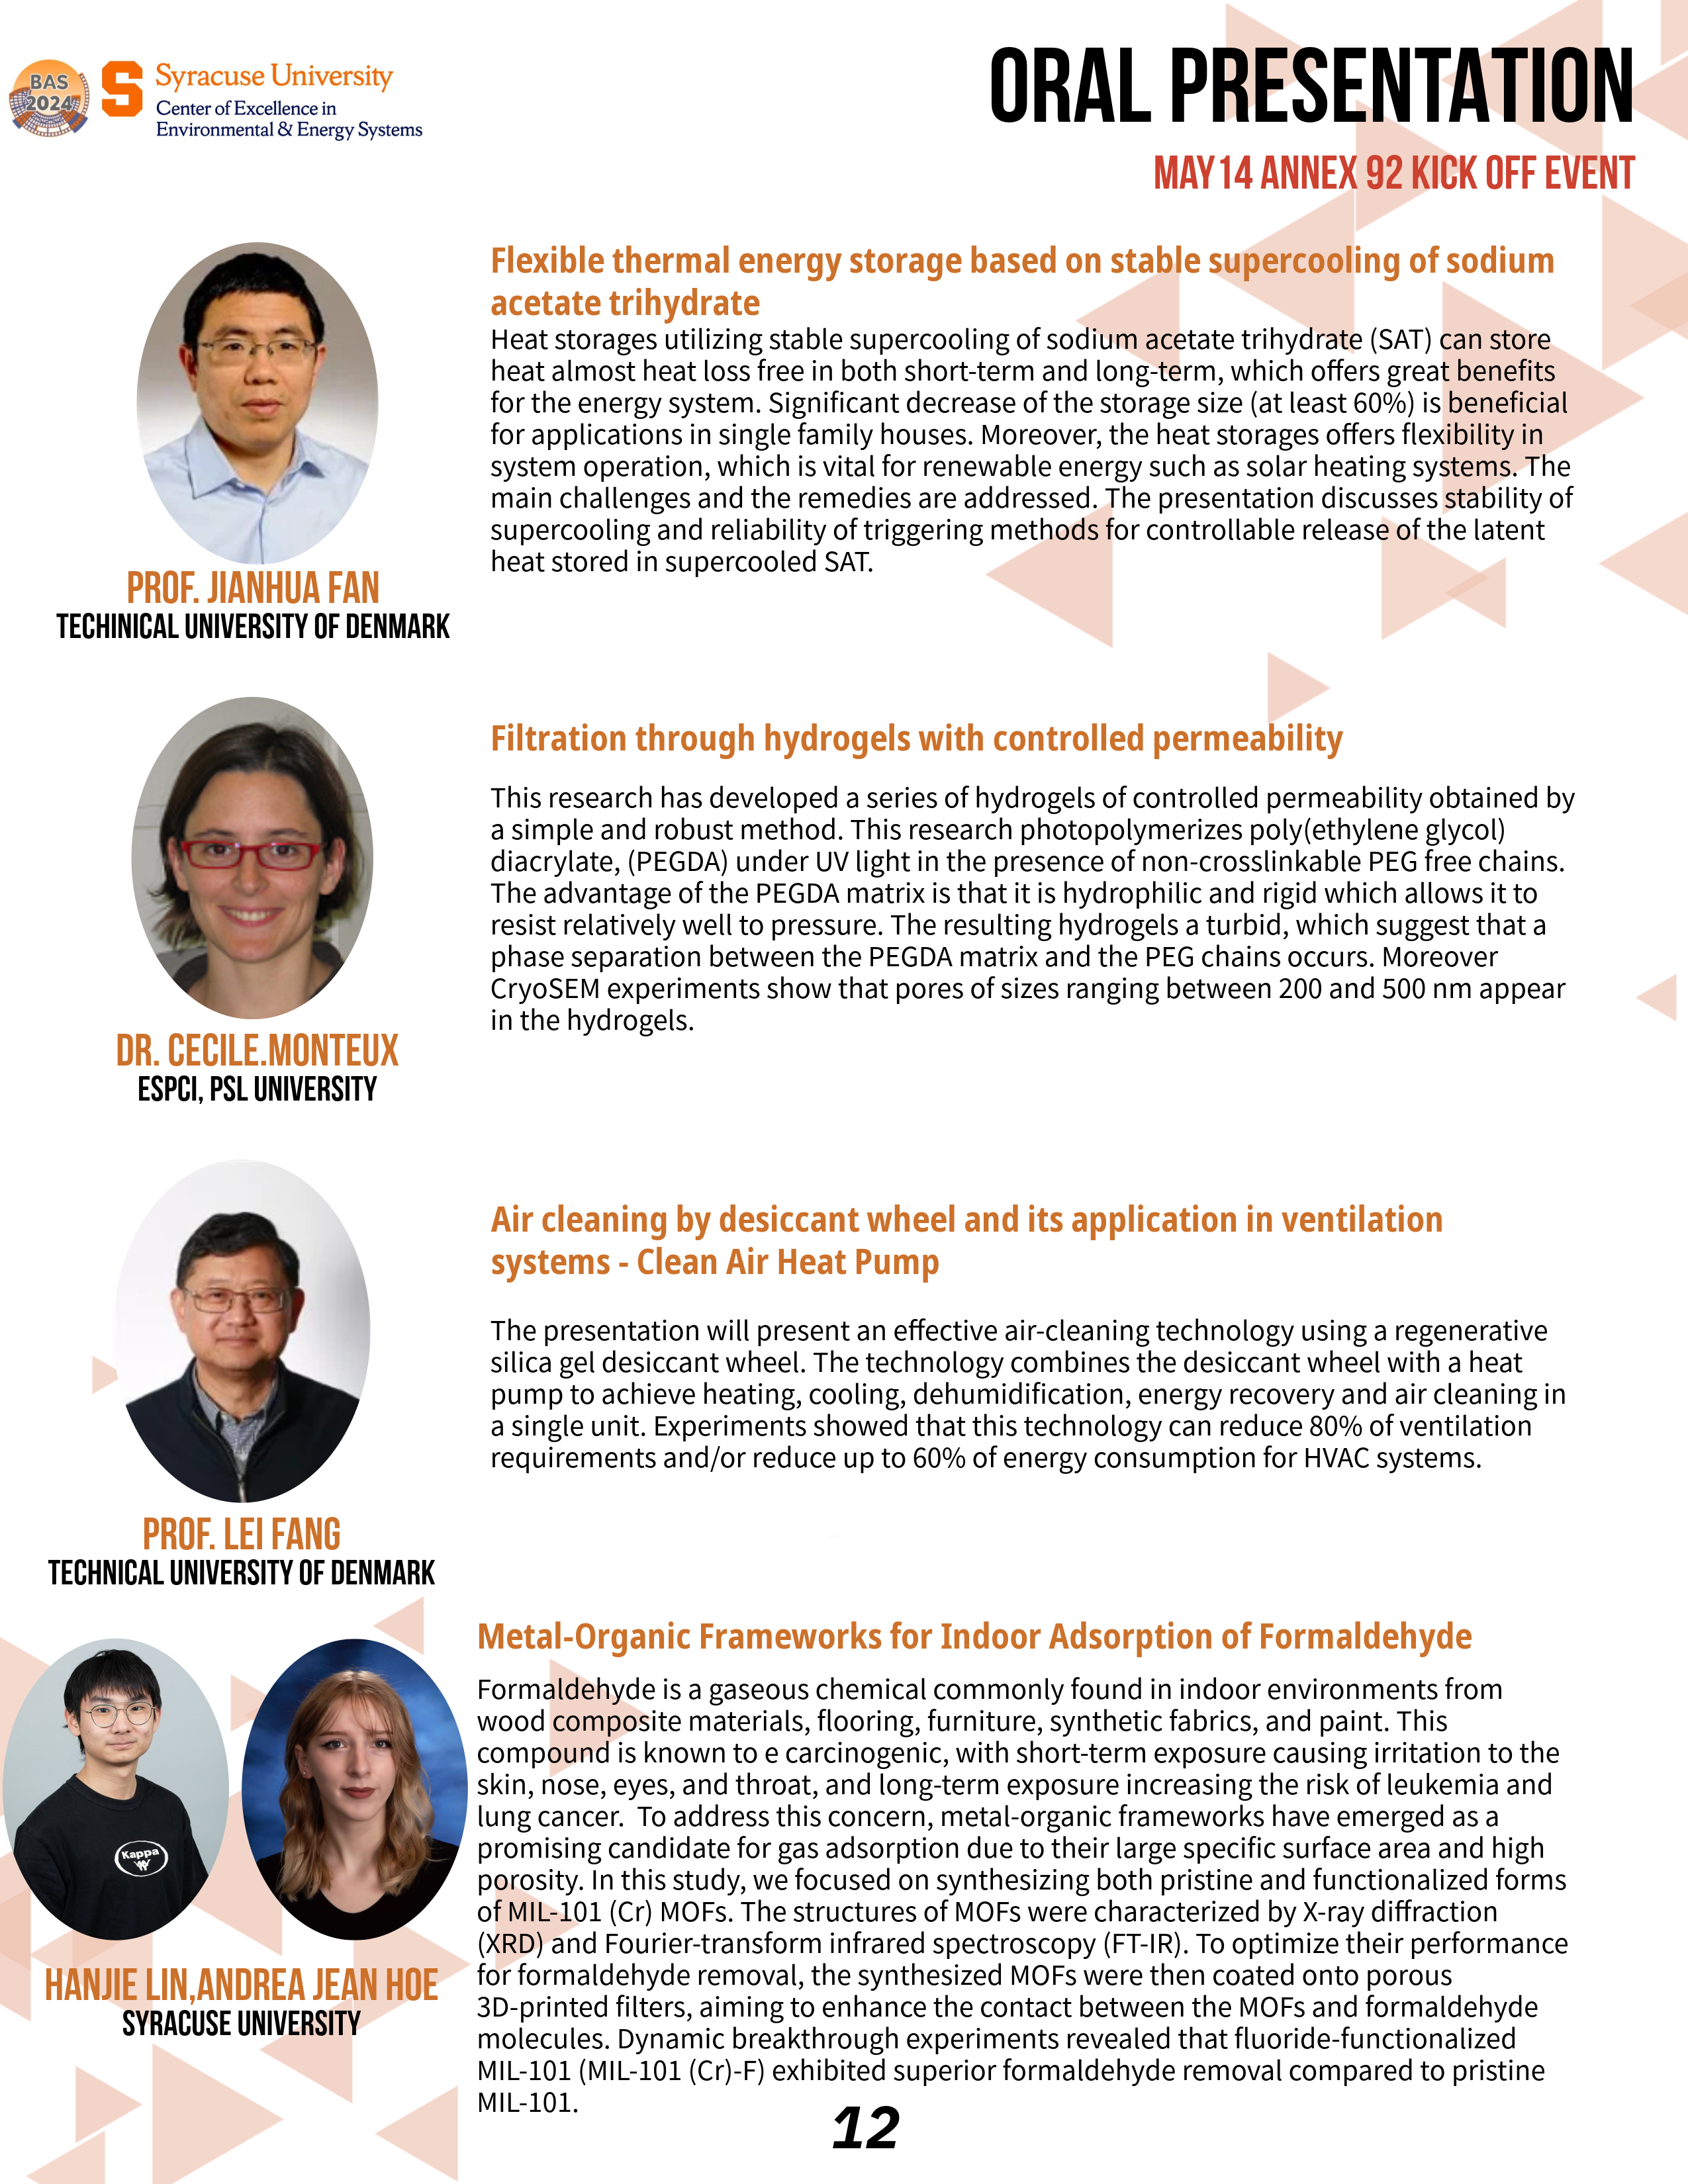 BAS
2024
S
Syracuse University
Center of Excellence in
Environmental & Energy Systems
ORAL PRESENTATION
MAY14 ANNEX 92 KICK OFF EVENT
Flexible thermal energy storage based on stable supercooling of sodium
acetate trihydrate
Heat storages utilizing stable supercooling of sodium acetate trihydrate (SAT) can store
heat almost heat loss free in both short-term and long-term, which offers great benefits
for the energy system. Significant decrease of the storage size (at least 60%) is beneficial
for applications in single family houses. Moreover, the heat storages offers flexibility in
system operation, which is vital for renewable energy such as solar heating systems. The
main challenges and the remedies are addressed. The presentation discusses stability of
supercooling and reliability of triggering methods for controllable release of the latent
heat stored in supercooled SAT.
PROF. JIANHUA FAN
TECHINICAL UNIVERSITY OF DENMARK
Filtration through hydrogels with controlled permeability
This research has developed a series of hydrogels of controlled permeability obtained by
a simple and robust method. This research photopolymerizes poly(ethylene glycol)
diacrylate, (PEGDA) under UV light in the presence of non-crosslinkable PEG free chains.
The advantage of the PEGDA matrix is that it is hydrophilic and rigid which allows it to
resist relatively well to pressure. The resulting hydrogels a turbid, which suggest that a
phase separation between the PEGDA matrix and the PEG chains occurs. Moreover
CryoSEM experiments show that pores of sizes ranging between 200 and 500 nm appear
in the hydrogels.
DR. CECILE.MONTEUX
ESPCI, PSL UNIVERSITY
Air cleaning by desiccant wheel and its application in ventilation
systems - Clean Air Heat Pump
The presentation will present an effective air-cleaning technology using a regenerative
silica gel desiccant wheel. The technology combines the desiccant wheel with a heat
pump to achieve heating, cooling, dehumidification, energy recovery and air cleaning in
a single unit. Experiments showed that this technology can reduce 80% of ventilation
requirements and/or reduce up to 60% of energy consumption for HVAC systems.
PROF. LEI FANG
TECHNICAL UNIVERSITY OF DENMARK
Metal-Organic Frameworks for Indoor Adsorption of Formaldehyde
Formaldehyde is a gaseous chemical commonly found in indoor environments from
wood composite materials, flooring, furniture, synthetic fabrics, and paint. This
compound is known to e carcinogenic, with short-term exposure causing irritation to the
skin, nose, eyes, and throat, and long-term exposure increasing the risk of leukemia and
lung cancer.  To address this concern, metal-organic frameworks have emerged as a
promising candidate for gas adsorption due to their large specific surface area and high
porosity. In this study, we focused on synthesizing both pristine and functionalized forms
of MIL-101 (Cr) MOFs. The structures of MOFs were characterized by X-ray diffraction
(XRD) and Fourier-transform infrared spectroscopy (FT-IR). To optimize their performance
for formaldehyde removal, the synthesized MOFs were then coated onto porous
3D-printed filters, aiming to enhance the contact between the MOFs and formaldehyde
molecules. Dynamic breakthrough experiments revealed that fluoride-functionalized
MIL-101 (MIL-101 (Cr)-F) exhibited superior formaldehyde removal compared to pristine
MIL-101.
Kappa
HANJIE LIN,ANDREA JEAN HOE
SYRACUSE UNIVERSITY
12